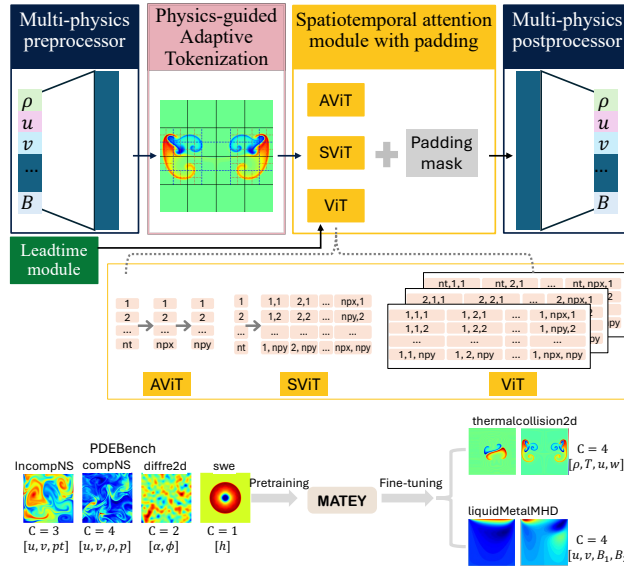 Multi-physics
preprocessor
Physics-guided
Adaptive
Tokenization
Spatiotemporal attention
module with padding
Multi-physics
postprocessor
ρ
u
v
...
B
AViT
SViT
ViT
Padding
mask
ρ
u
v
...
B
Leadtime
module
1 1 1
2 2 2
... ... ...
nt npx npy
AViT
1 1,1 2,1 ... npx,1
2 1,2 2,2 ... npy,2
... ... ... ... ...
nt 1, npy 2, npy ... npx, npy
SViT
nt,1,1 nt, 2,1 ... nt, npx,1
2,1,1 2, 2,1 ... 2, npx,1
1,1,1 1, 2,1 ... 1, npx,1
1,1,2 1, 2,2 ... 1, npy,2
... ... ... ...
1,1, npy 1, 2, npy ... 1, npx, npy
ViT
PDEBench
IncompNS compNS diffre2d swe
C = 3 C = 4 C = 2 C = 1
[u, v, pt] [u, v, ρ, p] [α, ϕ] [h]
Pretraining
MATEY
Fine-tuning
thermalcollision2d
C = 4
[ρ, T, u, w]
liquidMetalMHD
C = 4
[u, v, B₁, B